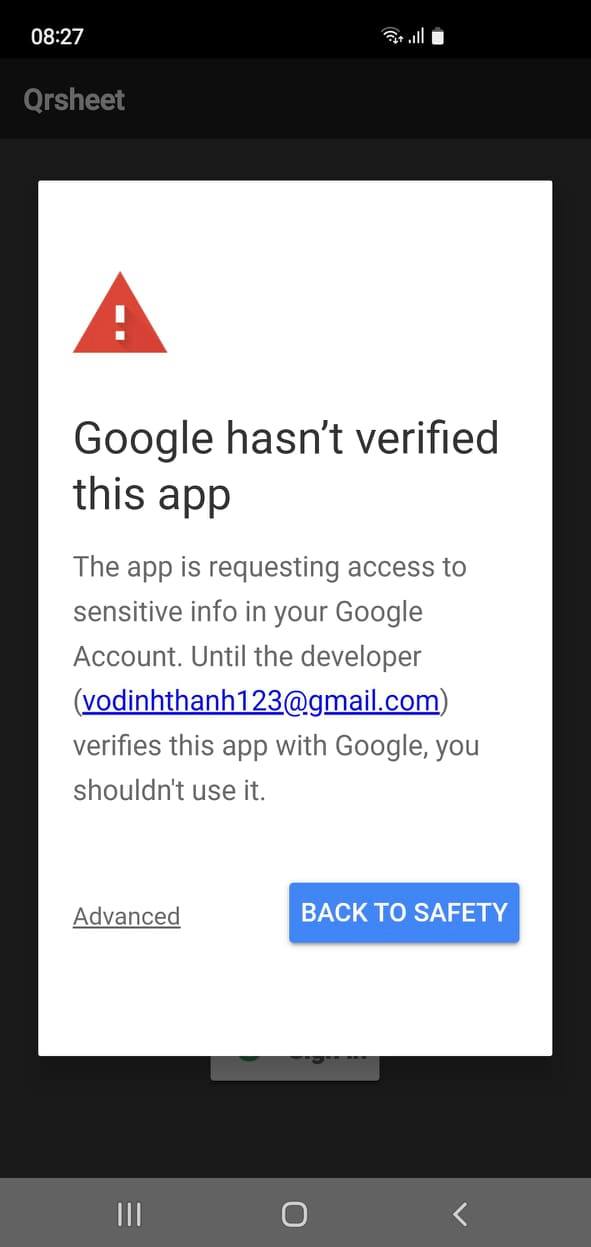 08:27
Qrsheet
Google hasn’t verified
this app
The app is requesting access to
sensitive info in your Google
Account. Until the developer
(vodinhthanh123@gmail.com)
verifies this app with Google, you
shouldn't use it.
Advanced
BACK TO SAFETY